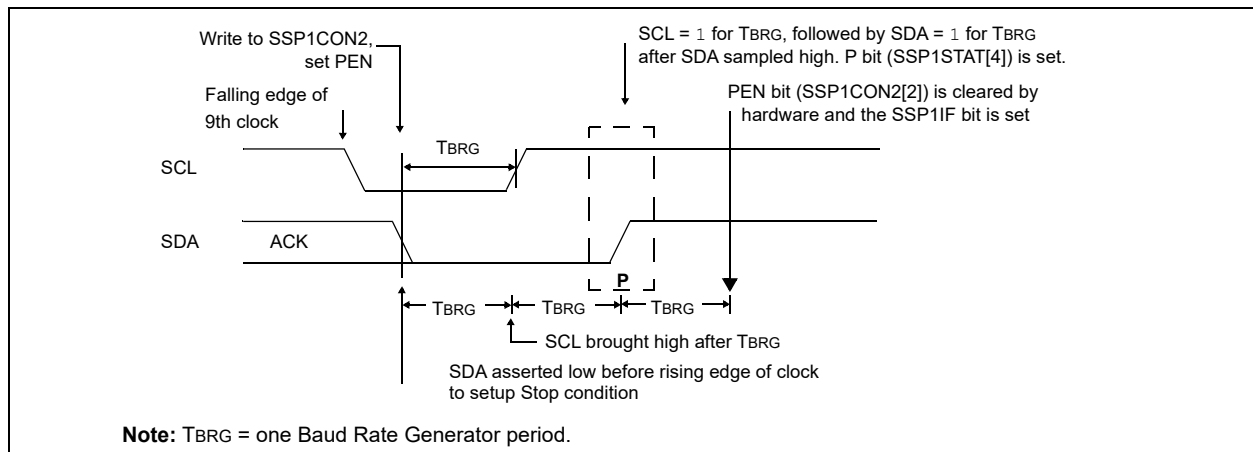 Write to SSP1CON2,
set PEN
SCL = 1 for TBRG, followed by SDA = 1 for TBRG
after SDA sampled high. P bit (SSP1STAT[4]) is set.
Falling edge of
9th clock
PEN bit (SSP1CON2[2]) is cleared by
hardware and the SSP1IF bit is set
TBRG
SCL
SDA
ACK
P
TBRG
TBRG
TBRG
SCL brought high after TBRG
SDA asserted low before rising edge of clock
to setup Stop condition
Note: TBRG = one Baud Rate Generator period.